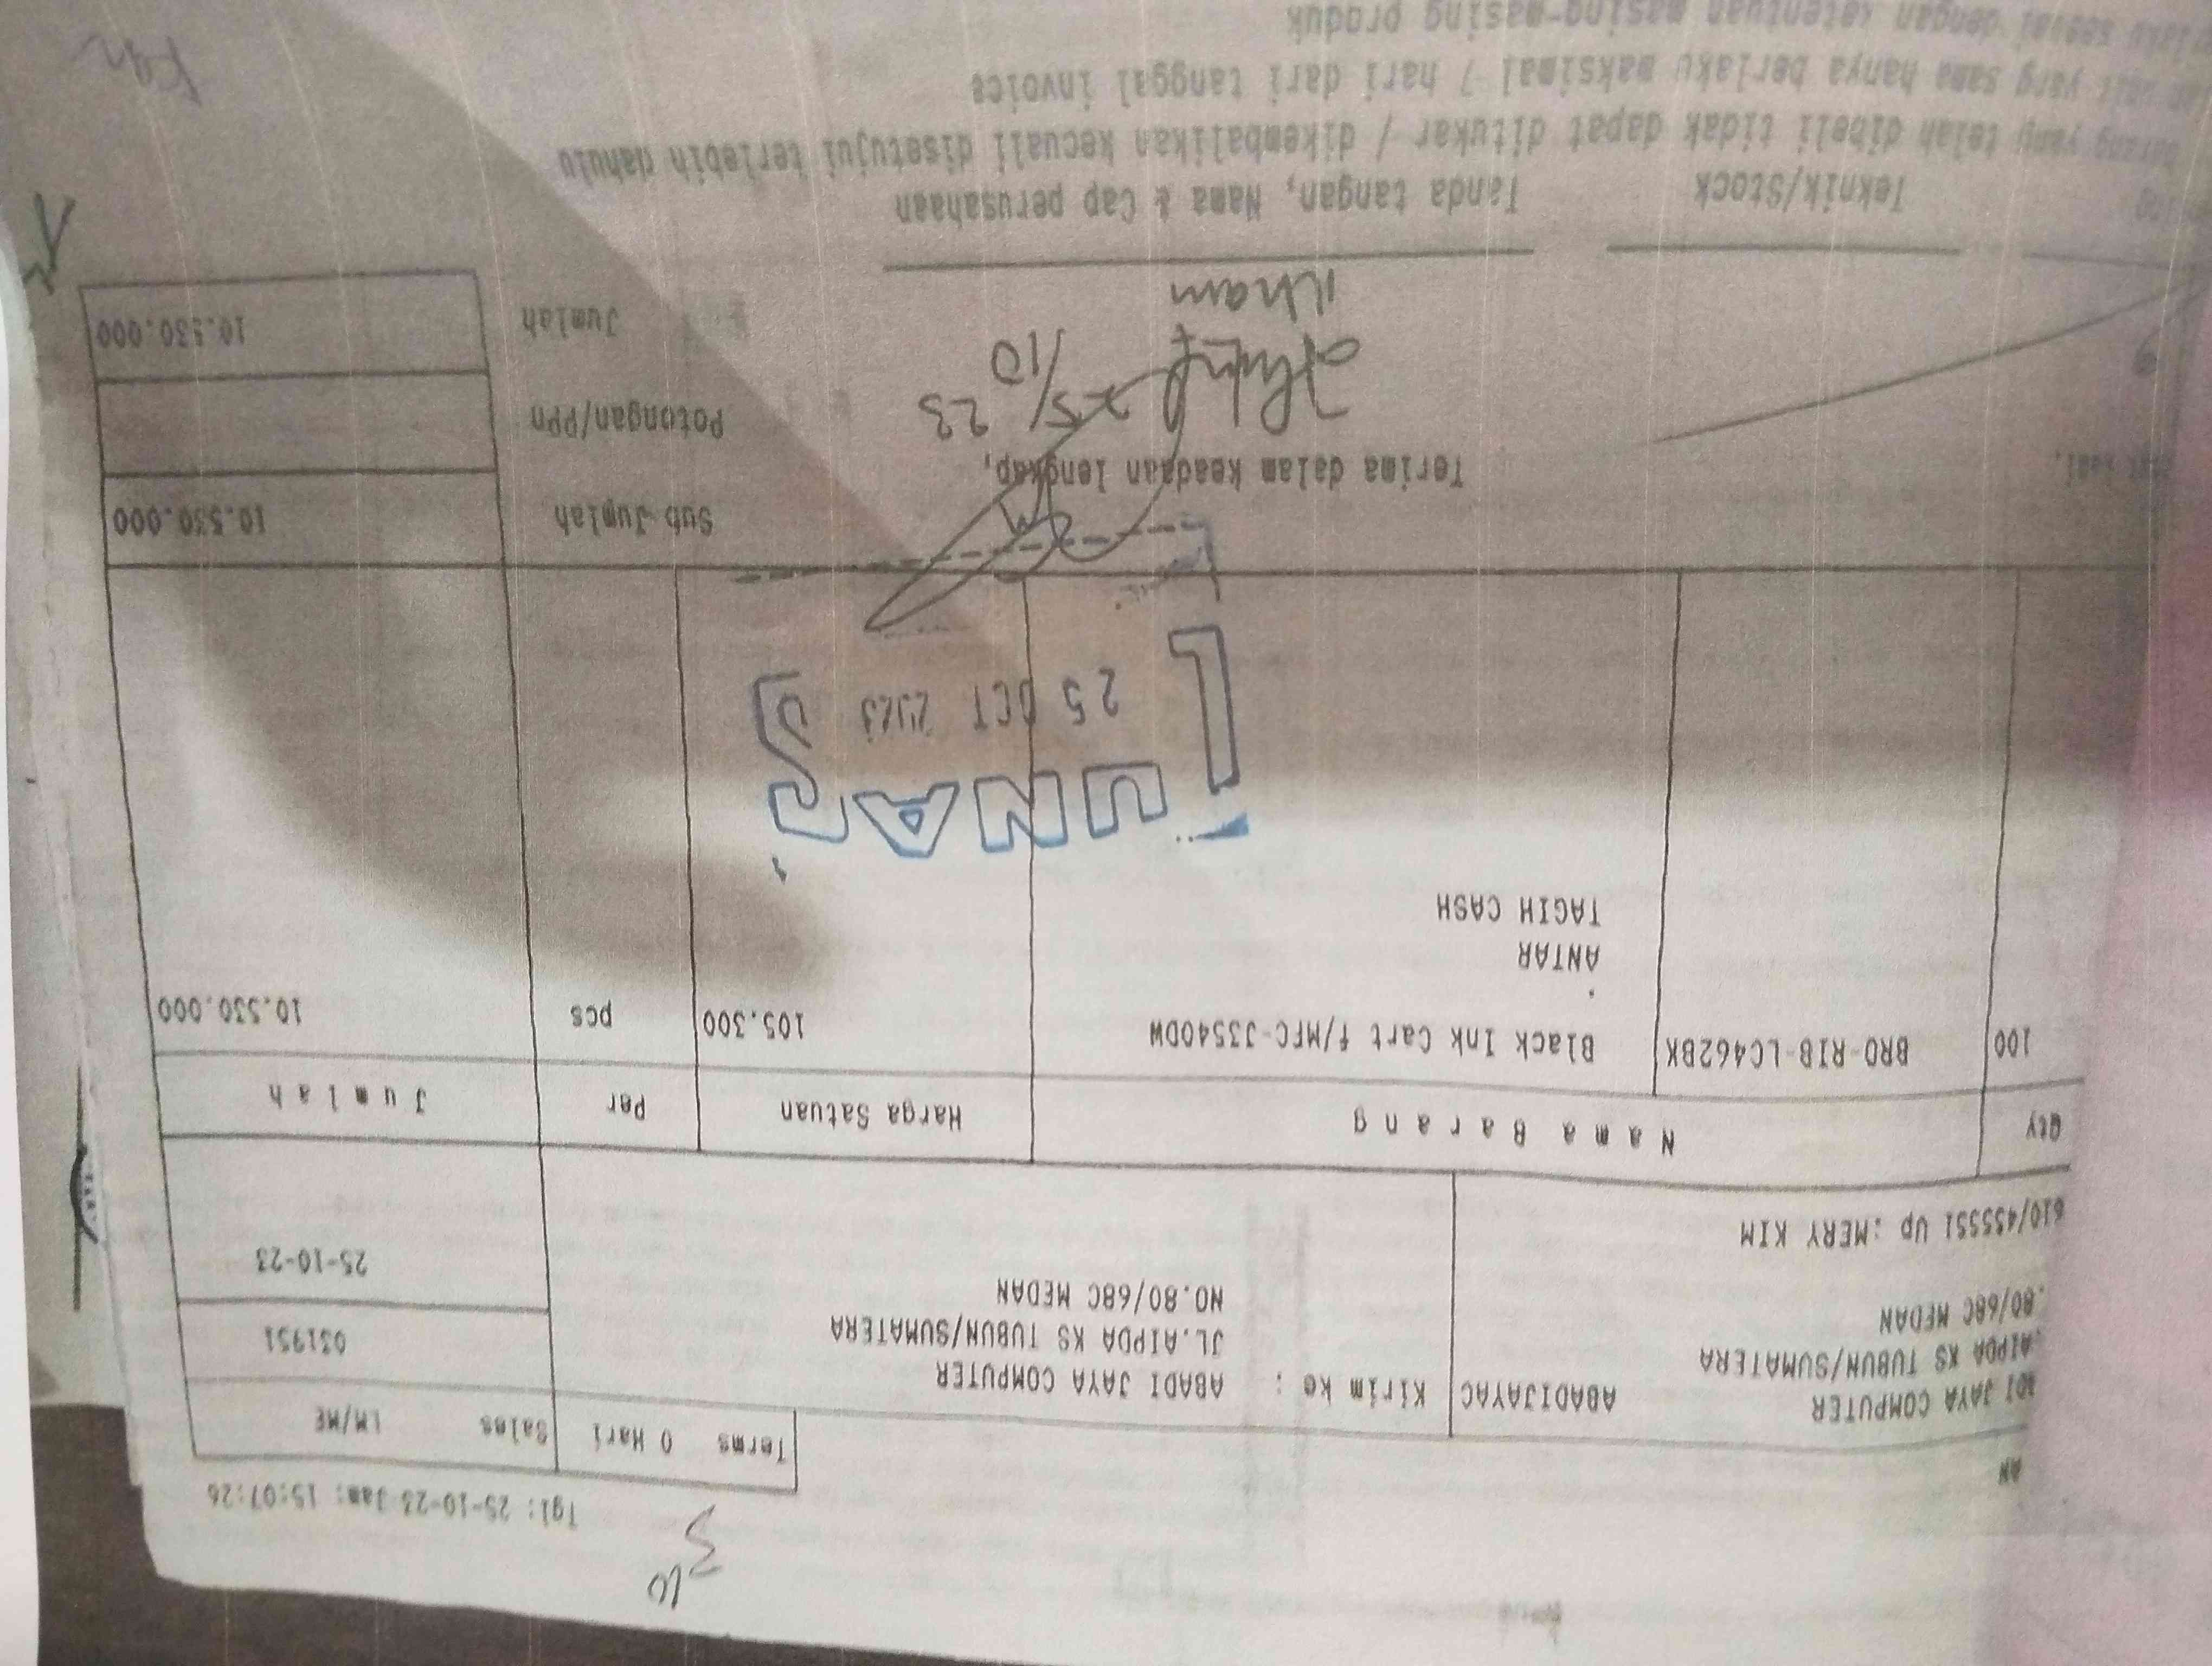 Tgl: 25-10-23 Jam: 15:07:26
AN
Terms 0 Hari Sales LM/ME
JAYA COMPUTER ABADIJAYAC Kirim ke : ABADI JAYA COMPUTER
AIPDA KS TUBUN/SUMATERA JL.AIPDA KS TUBUN/SUMATERA 031951
80/68C MEDAN NO.80/68C MEDAN
610/455551 Up :MERY KIM 25-10-23
Qty Nama Barang Harga Satuan Per Jumlah
100 BRO-RIB-LC462BK Black Ink Cart f/MFC-J3540DW 105.300 pcs 10.530.000
.
ANTAR
TAGIH CASH
LUNAS
25 OCT 2023
Sub Jumlah 10.530.000
Terima dalam keadaan lengkap,
Potongan/PPn
25/10 23
Jumlah 10.530.000
Ilham
Teknik/Stock Tanda tangan, Nama & Cap perusahaan
barang yang telah dibeli tidak dapat ditukar / dikembalikan kecuali disetujui terlebih dahulu
yang sama hanya berlaku maksimal 7 hari dari tanggal invoice
sesuai dengan ketentuan masing-masing produk